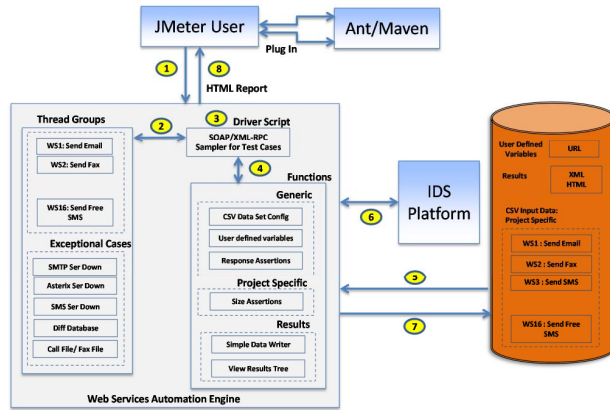 JMeter User
Ant/Maven
Plug In
1
8
HTML Report
Thread Groups
WS1: Send Email
WS2: Send Fax
WS16: Send Free
SMS
Exceptional Cases
SMTP Ser Down
Asterix Ser Down
SMS Ser Down
Diff Database
Call File/ Fax File
2
3
Driver Script
SOAP/XML-RPC
Sampler for Test Cases
4
Functions
Generic
CSV Data Set Config
User defined variables
Response Assertions
Project Specific
Size Assertions
Results
Simple Data Writer
View Results Tree
Web Services Automation Engine
IDS
Platform
6
5
7
User Defined
Variables
URL
Results
XML
HTML
CSV Input Data:
Project Specific
WS1 : Send Email
WS2 : Send Fax
WS3 : Send SMS
WS16 : Send Free
SMS